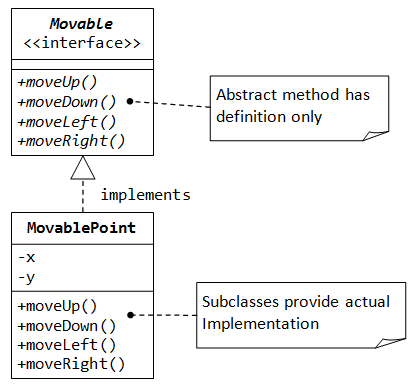 Movable
<<interface>>
+moveUp()
+moveDown()
+moveLeft()
+moveRight()
Abstract method has
definition only
implements
MovablePoint
-x
-y
+moveUp()
+moveDown()
+moveLeft()
+moveRight()
Subclasses provide actual
Implementation